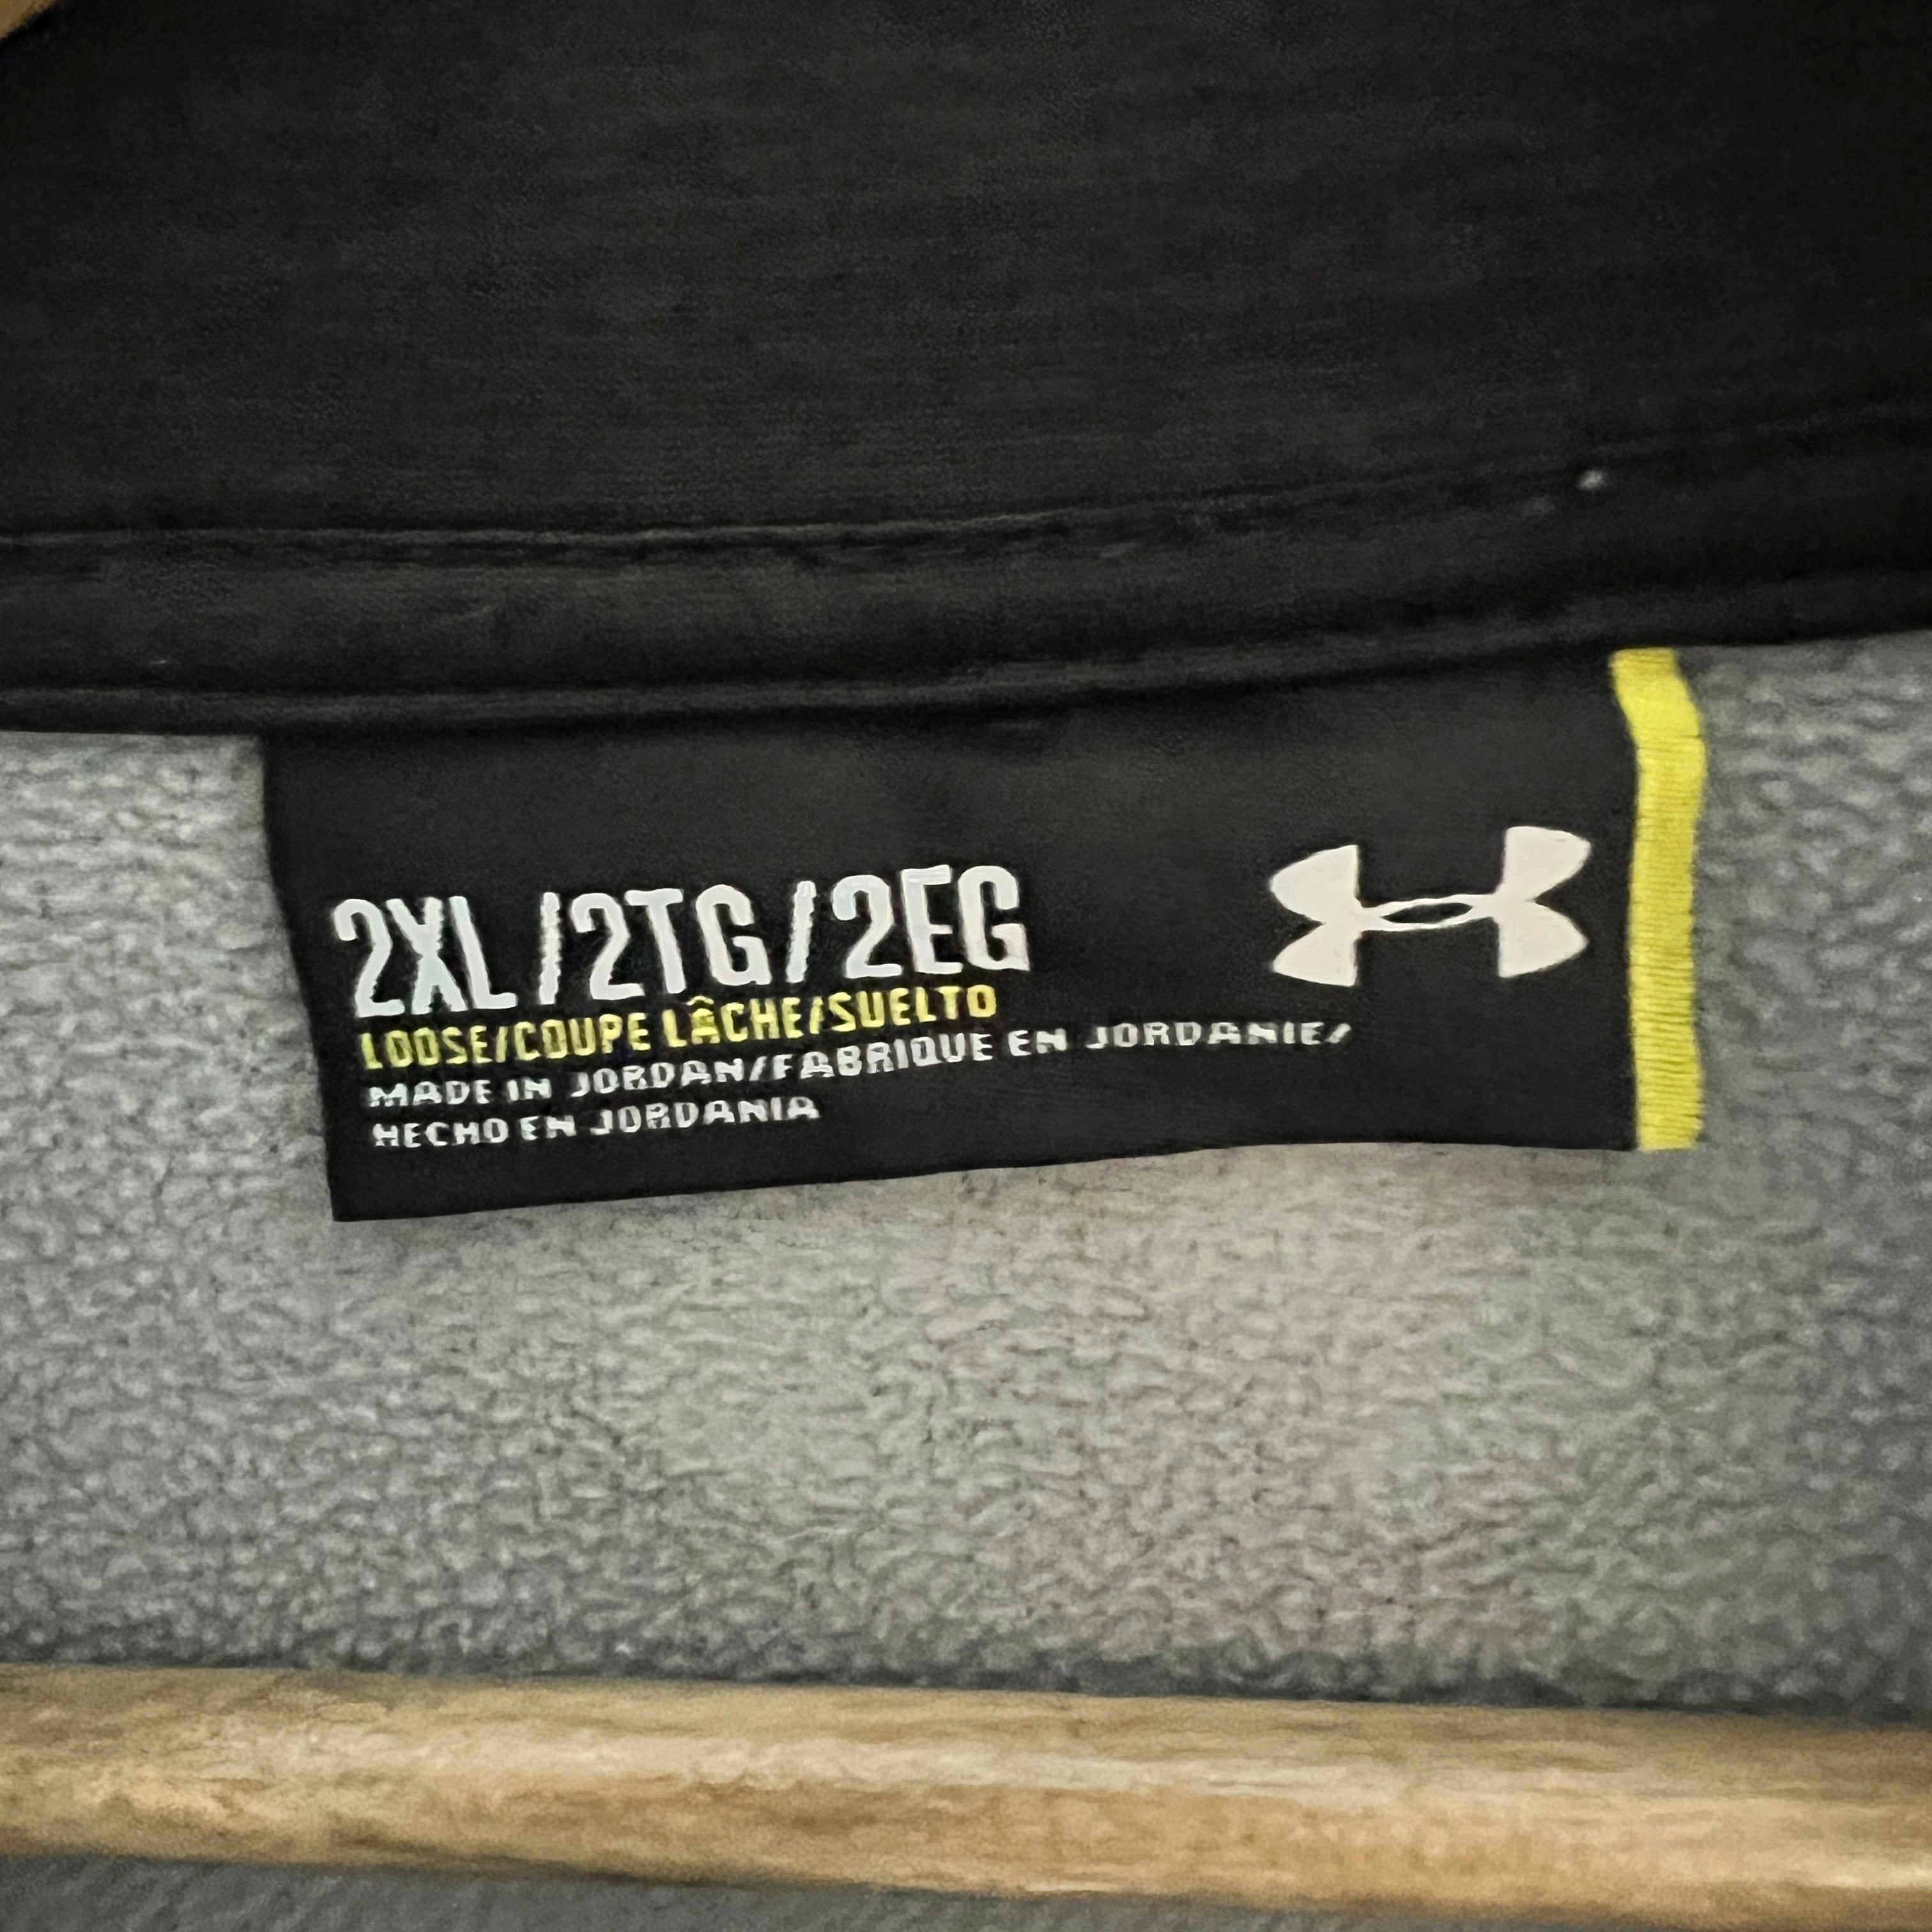 2XL/2TG/2EG
LOOSE/COUPE LÂCHE/SUELTO
MADE IN JORDAN/FABRIQUE EN JORDANIE/
HECHO EN JORDANIA